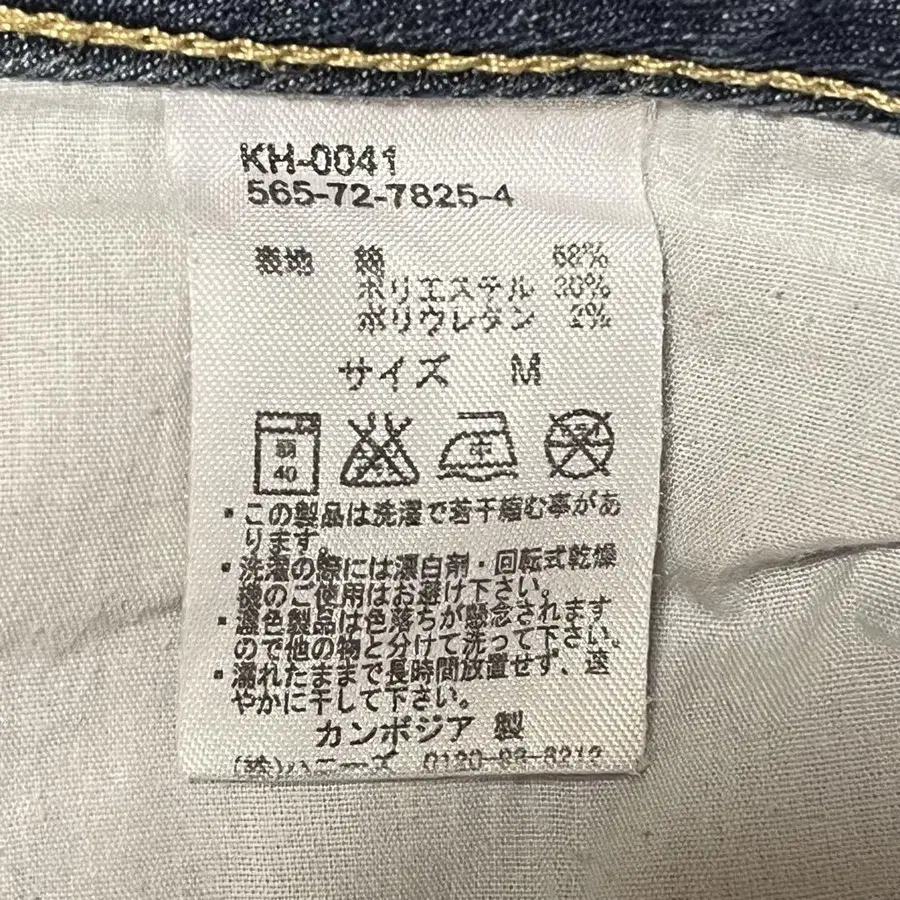 KH-0041
565-72-7825-4
表地 綿 68%
ポリエステル 30%
ポリウレタン 2%
サイズ M
弱
40
中
・この製品は洗濯で若干縮む事があ
ります。
・洗濯の際には漂白剤・回転式乾燥
機のご使用はお避け下さい。
・濃色製品は色落ちが懸念されます
ので他の物と分けて洗って下さい。
・濡れたままで長時間放置せず、速
やかに干して下さい。
カンボジア 製
(株)ハニーズ